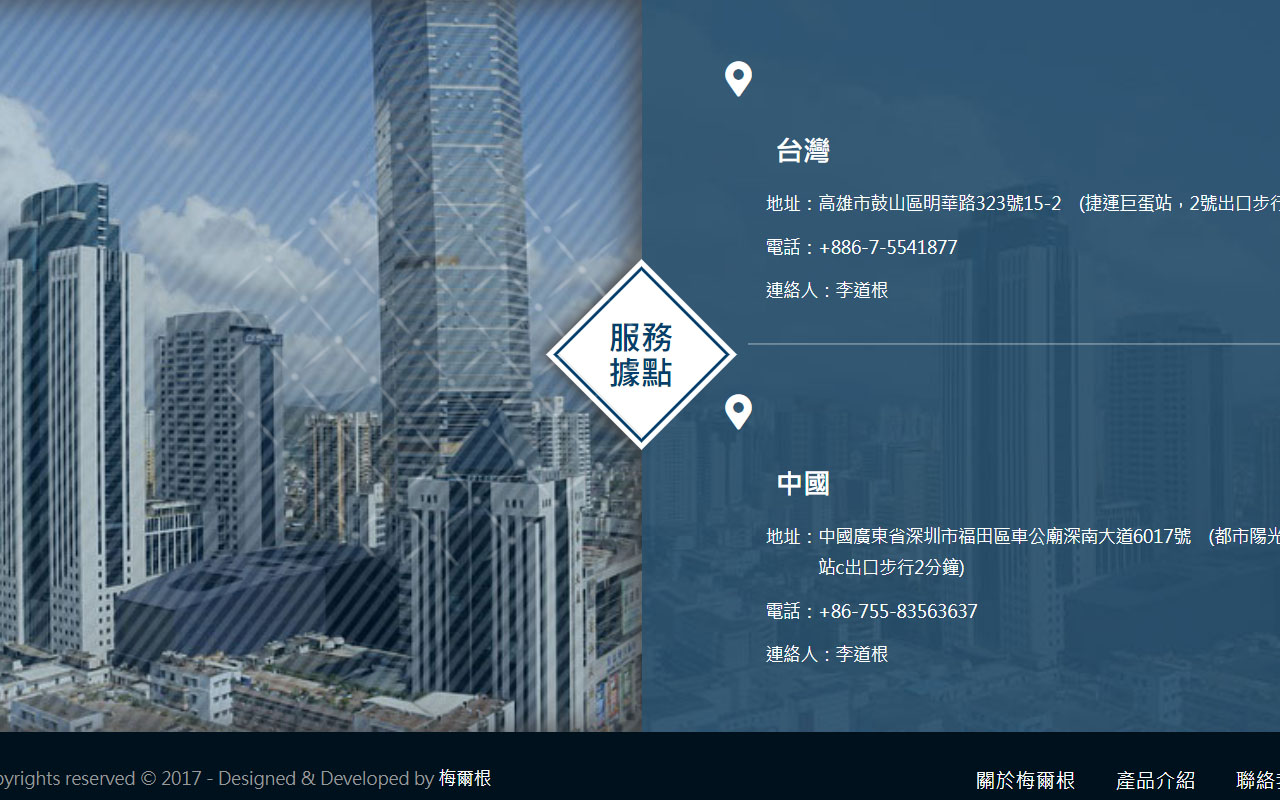 台灣
地址：高雄市鼓山區明華路323號15-2 (捷運巨蛋站，2號出口步行
電話：+886-7-5541877
連絡人：李道根
服務
據點
中國
地址：中國廣東省深圳市福田區車公廟深南大道6017號 (都市陽光
站c出口步行2分鐘)
電話：+86-755-83563637
連絡人：李道根
pyrights reserved © 2017 - Designed & Developed by 梅爾根
關於梅爾根 產品介紹 聯絡